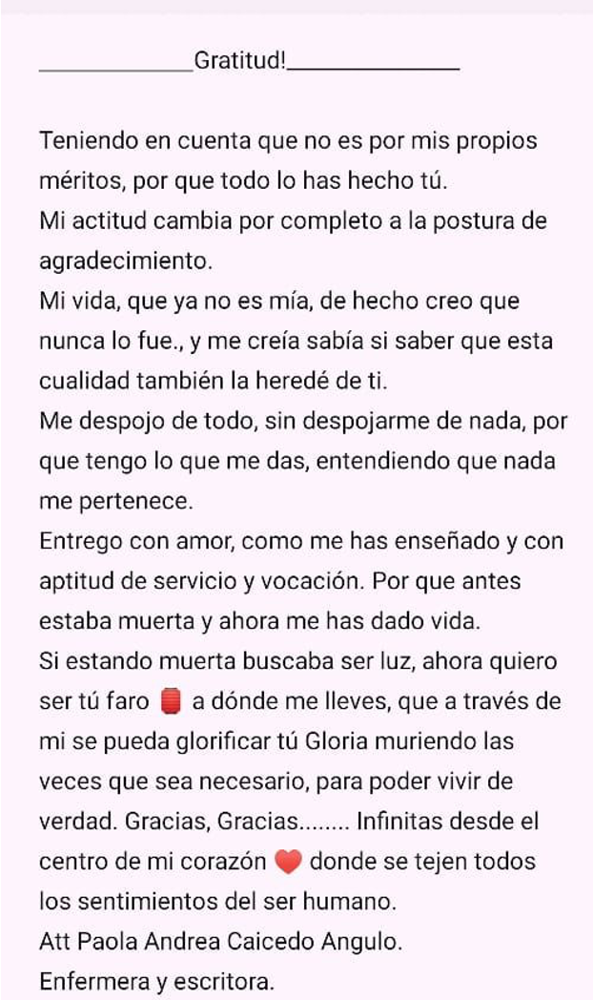 ______________Gratitud!________________
Teniendo en cuenta que no es por mis propios
méritos, por que todo lo has hecho tú.
Mi actitud cambia por completo a la postura de
agradecimiento.
Mi vida, que ya no es mía, de hecho creo que
nunca lo fue., y me creía sabía si saber que esta
cualidad también la heredé de ti.
Me despojo de todo, sin despojarme de nada, por
que tengo lo que me das, entendiendo que nada
me pertenece.
Entrego con amor, como me has enseñado y con
aptitud de servicio y vocación. Por que antes
estaba muerta y ahora me has dado vida.
Si estando muerta buscaba ser luz, ahora quiero
ser tú faro 🏮 a dónde me lleves, que a través de
mi se pueda glorificar tú Gloria muriendo las
veces que sea necesario, para poder vivir de
verdad. Gracias, Gracias........ Infinitas desde el
centro de mi corazón ♥️ donde se tejen todos
los sentimientos del ser humano.
Att Paola Andrea Caicedo Angulo.
Enfermera y escritora.